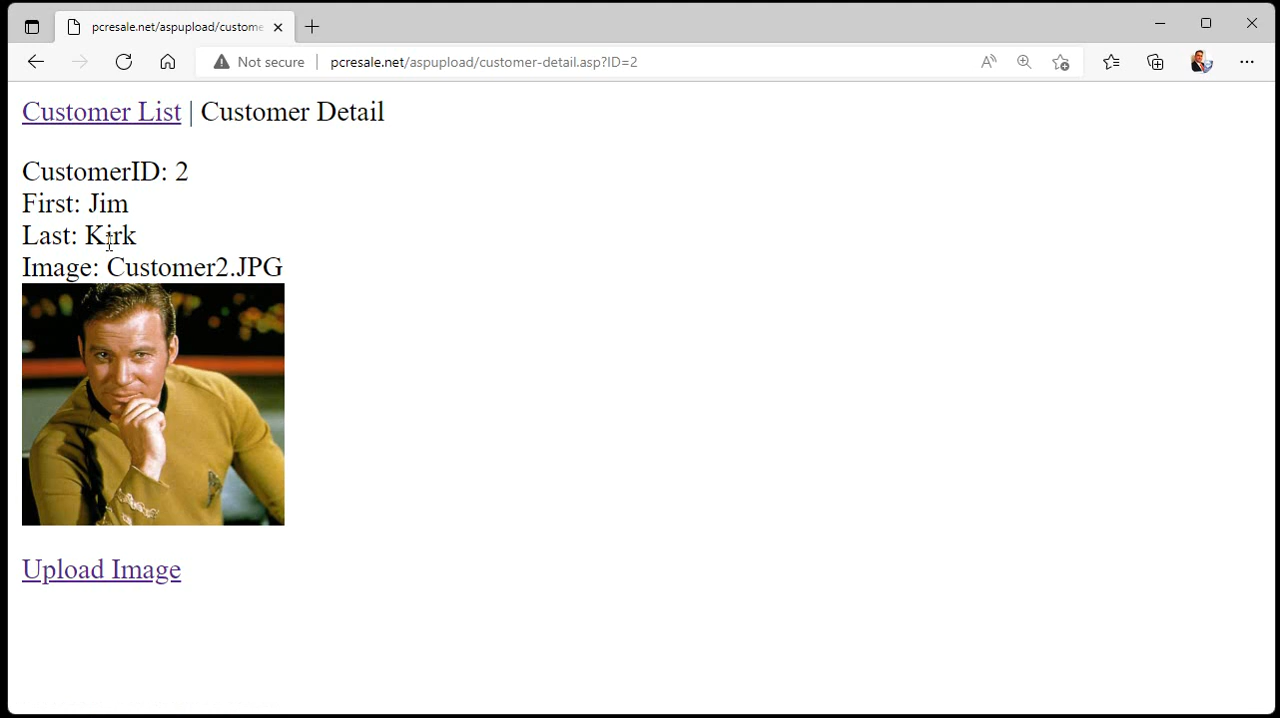 pcresale.net/aspupload/custome
Not secure | pcresale.net/aspupload/customer-detail.asp?ID=2
Customer List | Customer Detail
CustomerID: 2
First: Jim
Last: Kirk
Image: Customer2.JPG
Upload Image